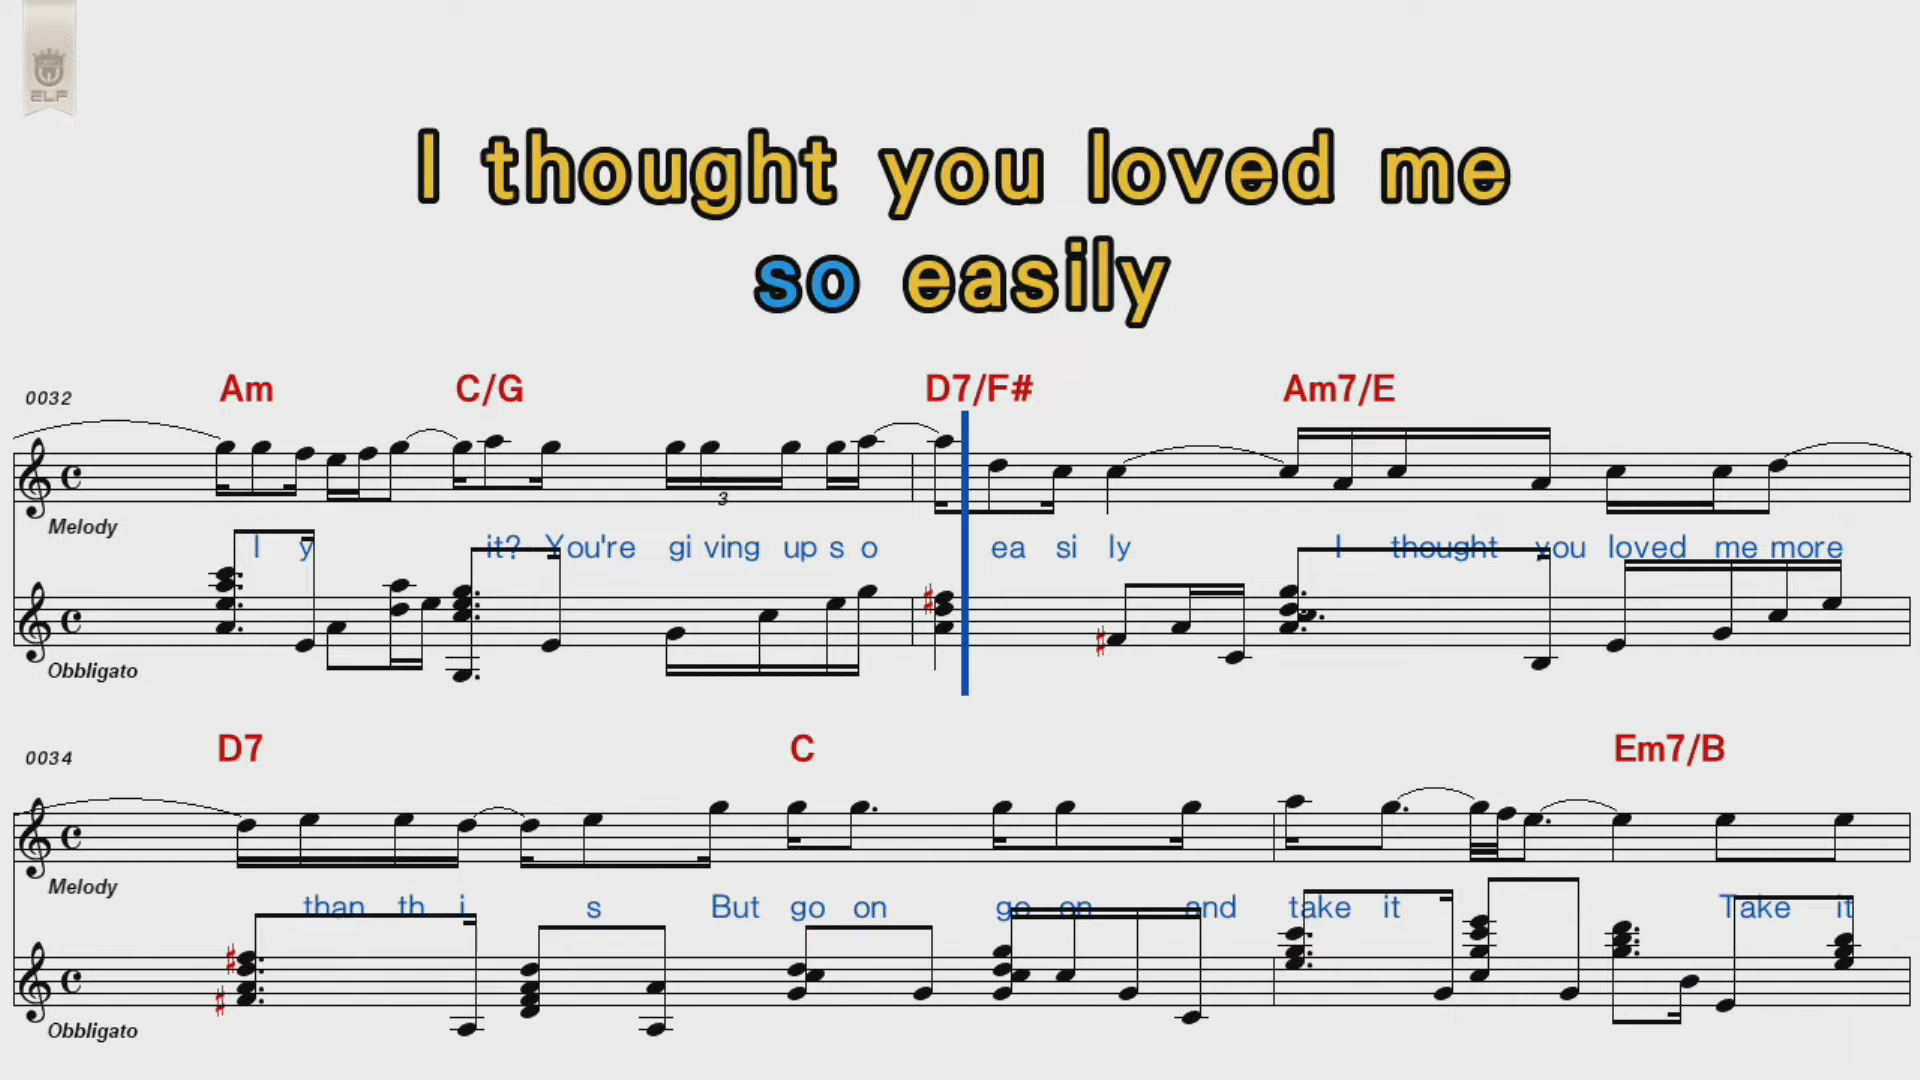 ELF
I thought you loved me
so easily
0032 Am C/G D7/F# Am7/E
3
Melody
I y it? You're gi ving up s o ea si ly I thought you loved me more
Obbligato
0034 D7 C Em7/B
Melody
than th i s But go on go on and take it Take it
Obbligato